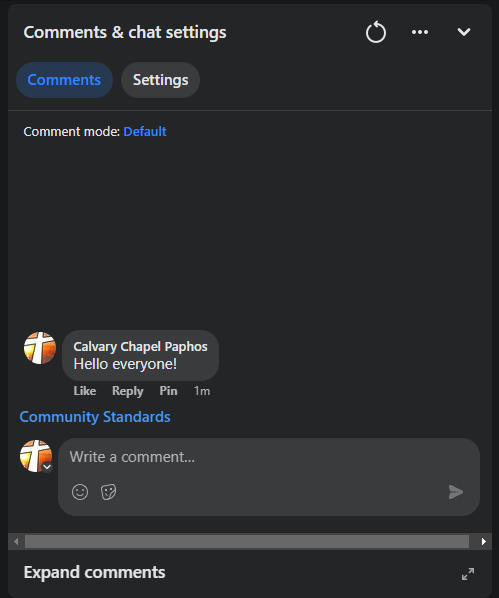 Comments & chat settings
Comments
Settings
Comment mode: Default
Calvary Chapel Paphos
Hello everyone!
Like Reply Pin 1m
Community Standards
Write a comment...
Expand comments